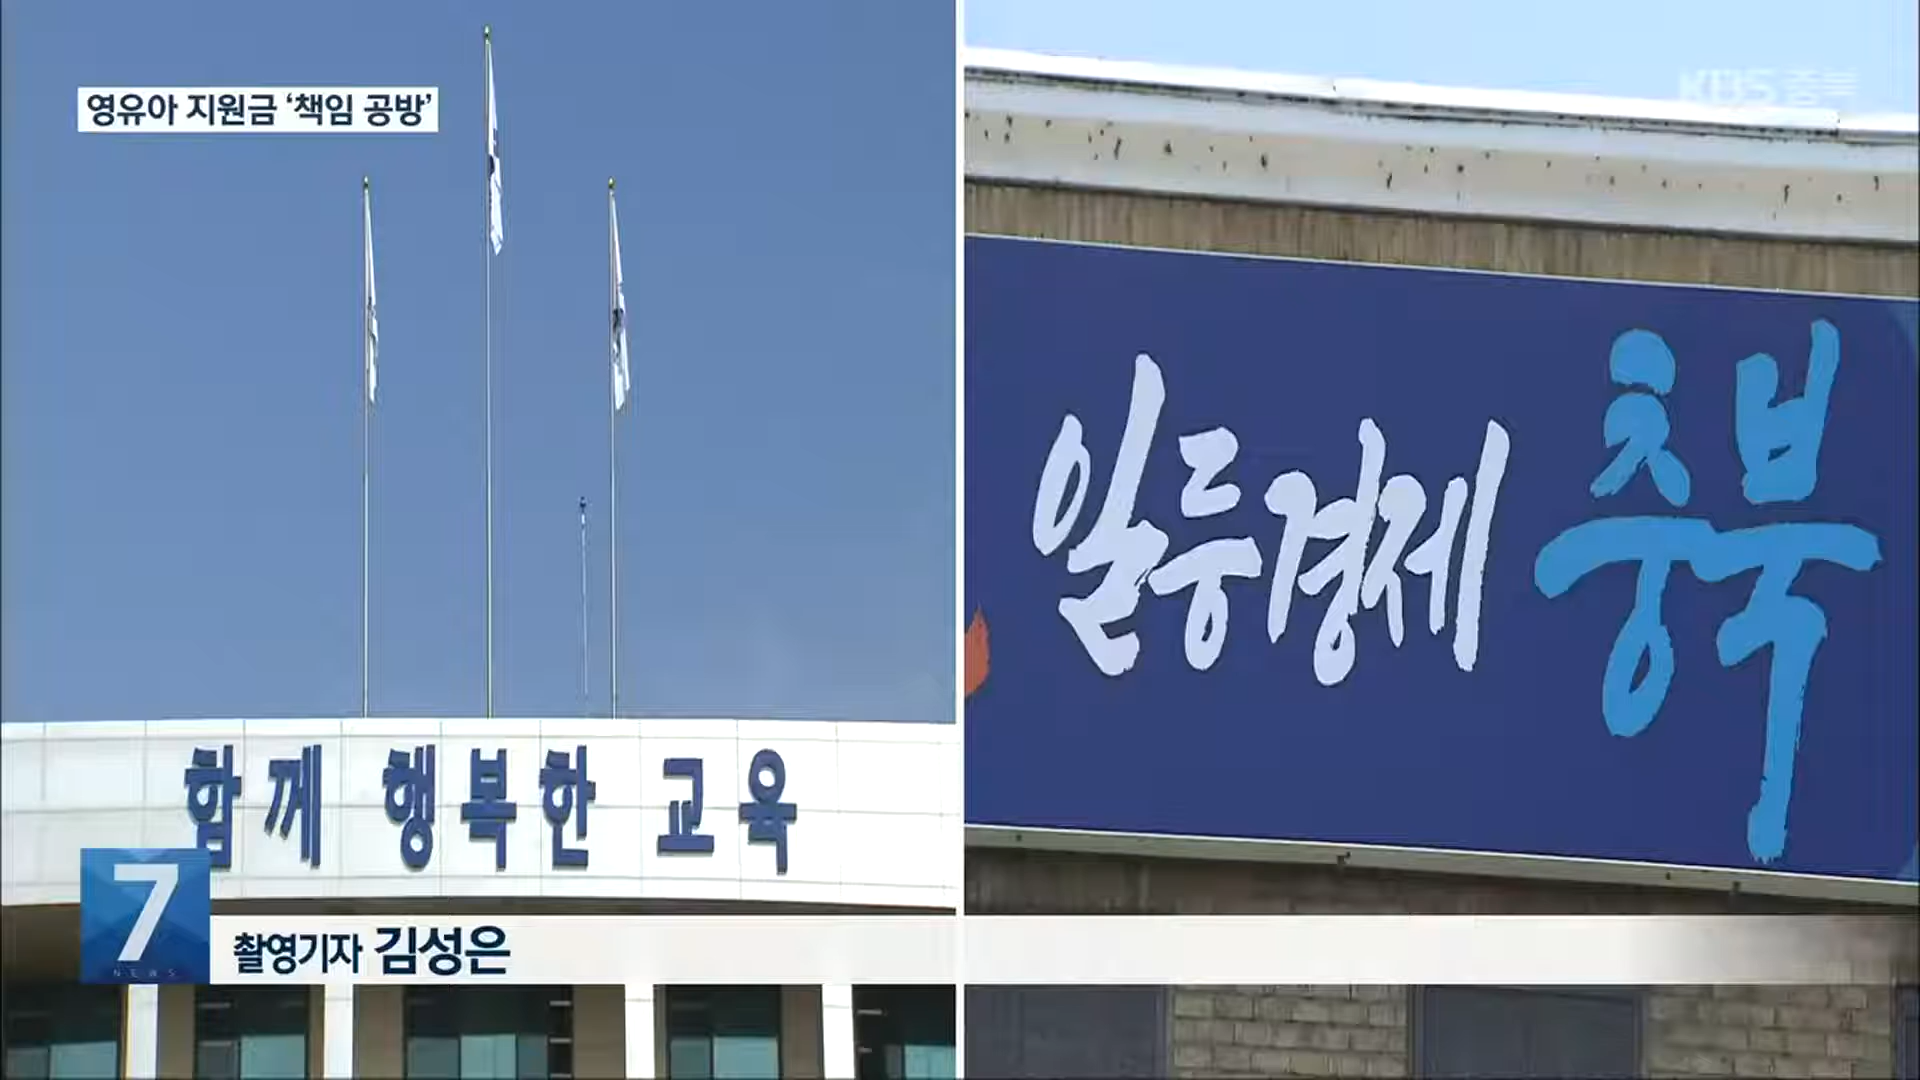 영유아 지원금 ‘책임 공방’
KBS 충북
일등경제 충북
함께 행복한 교육
7
NEWS
촬영기자 김성은